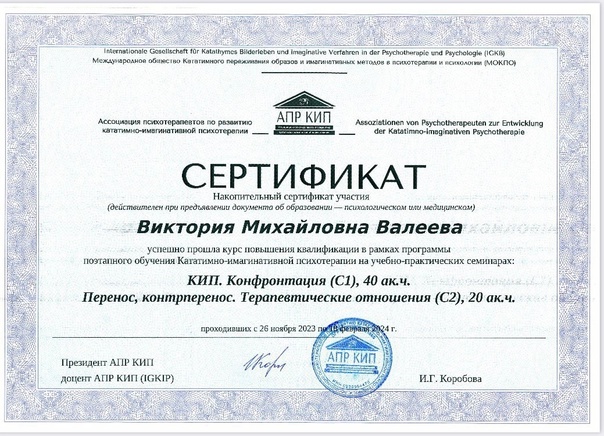 Internationale Gesellschaft für Katathymes Bilderleben und Imaginative Verfahren in der Psychotherapie und Psychologie (IGKB)
Международное общество Кататимного переживания образов и имагинативных методов в психотерапии и психологии (МОКПО)
АПР КИП
Ассоциация психотерапевтов по развитию
кататимно-имагинативной психотерапии
Assoziationen von Psychotherapeuten zur Entwicklung
der Katatimo-imaginativen Psychotherapie
СЕРТИФИКАТ
Накопительный сертификат участия
(действителен при предъявлении документа об образовании — психологическом или медицинском)
Виктория Михайловна Валеева
успешно прошла курс повышения квалификации в рамках программы
поэтапного обучения Кататимно-имагинативной психотерапии на учебно-практических семинарах:
КИП. Конфронтация (С1), 40 ак.ч.
Перенос, контрперенос. Терапевтические отношения (С2), 20 ак.ч.
проходивших с 26 ноября 2023 по 18 февраля 2024 г.
Президент АПР КИП
доцент АПР КИП (IGKIP)
АПР КИП
И.Г. Коробова